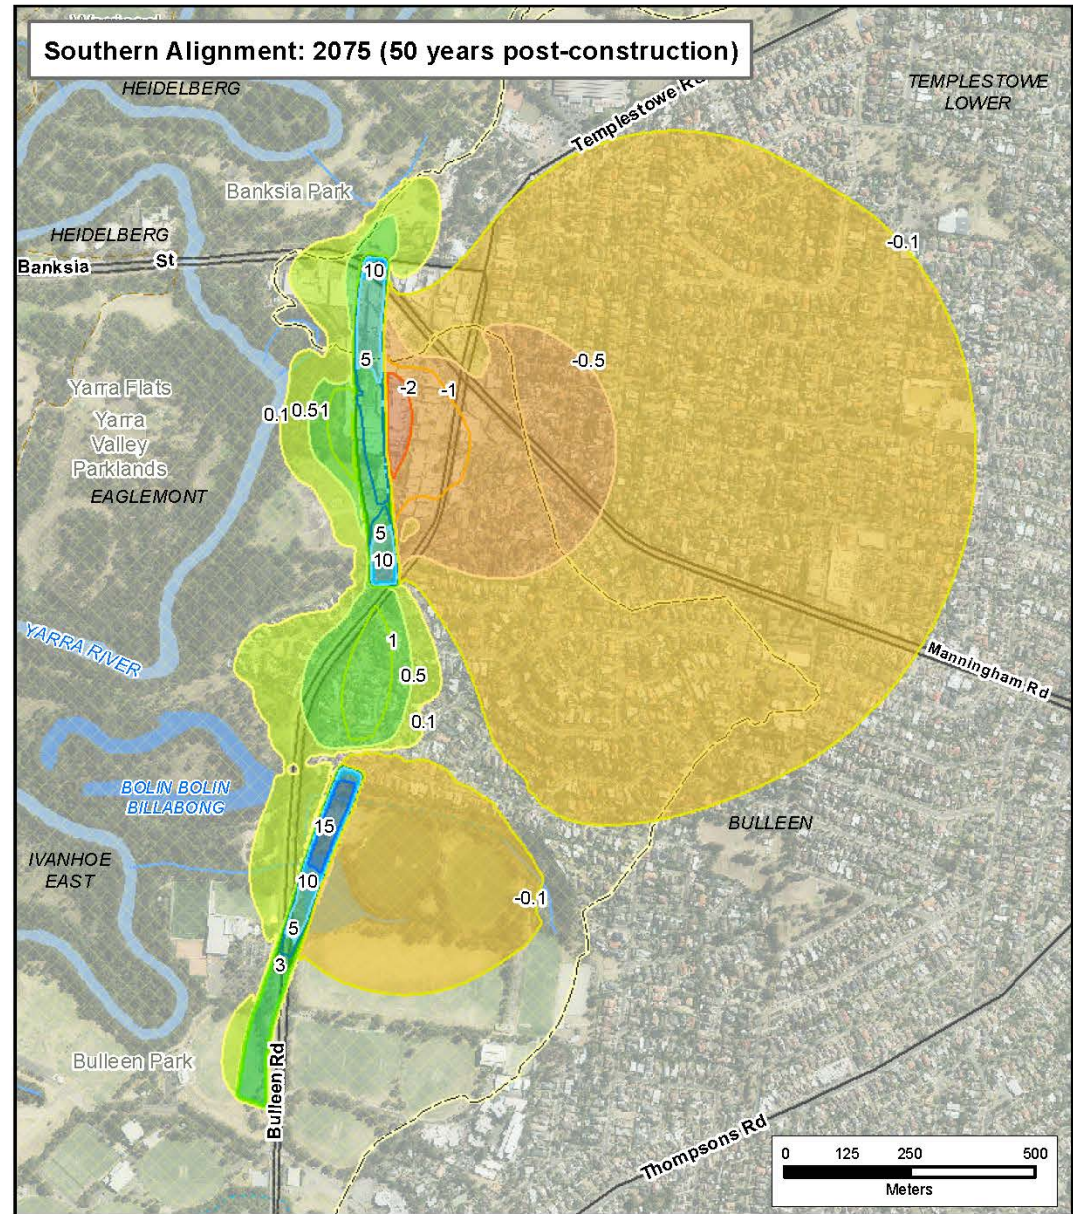 Southern Alignment: 2075 (50 years post-construction)
HEIDELBERG
TEMPLESTOWE
LOWER
Templestowe Rd
Banksia Park
HEIDELBERG
Banksia St
-0.1
10
-0.5
5
-2
-1
Yarra Flats
0.1
0.5
1
Yarra
Valley
Parklands
EAGLEMONT
5
10
YARRA RIVER
1
0.5
0.1
Manningham Rd
BOLIN BOLIN
BILLABONG
15
BULLEEN
IVANHOE
EAST
10
-0.1
5
3
Bulleen Park
Bulleen Rd
Thompsons Rd
0 125 250 500
Meters